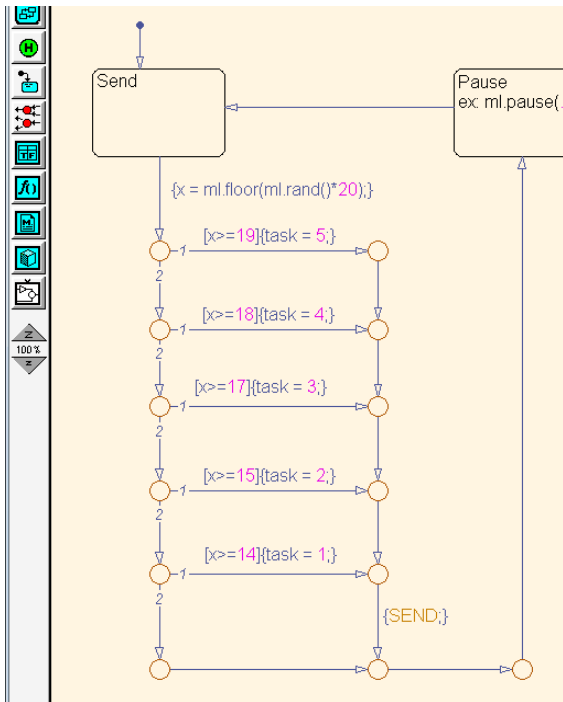 H
Send
Pause
ex: ml.pause(.
{x = ml.floor(ml.rand()*20);}
[x>=19]{task = 5;}
1
2
[x>=18]{task = 4;}
1
2
[x>=17]{task = 3;}
1
2
[x>=15]{task = 2;}
1
2
[x>=14]{task = 1;}
1
2
{SEND;}
T F
f()
M
Z
100 %
z